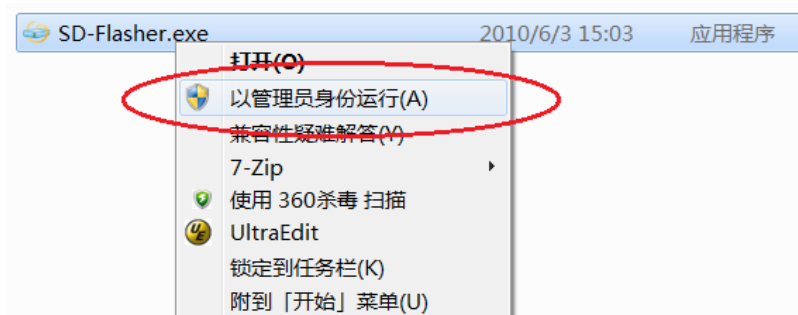 SD-Flasher.exe 2010/6/3 15:03 应用程序
打开(O)
以管理员身份运行(A)
兼容性疑难解答(Y)
7-Zip
使用 360杀毒 扫描
UltraEdit
锁定到任务栏(K)
附到「开始」菜单(U)